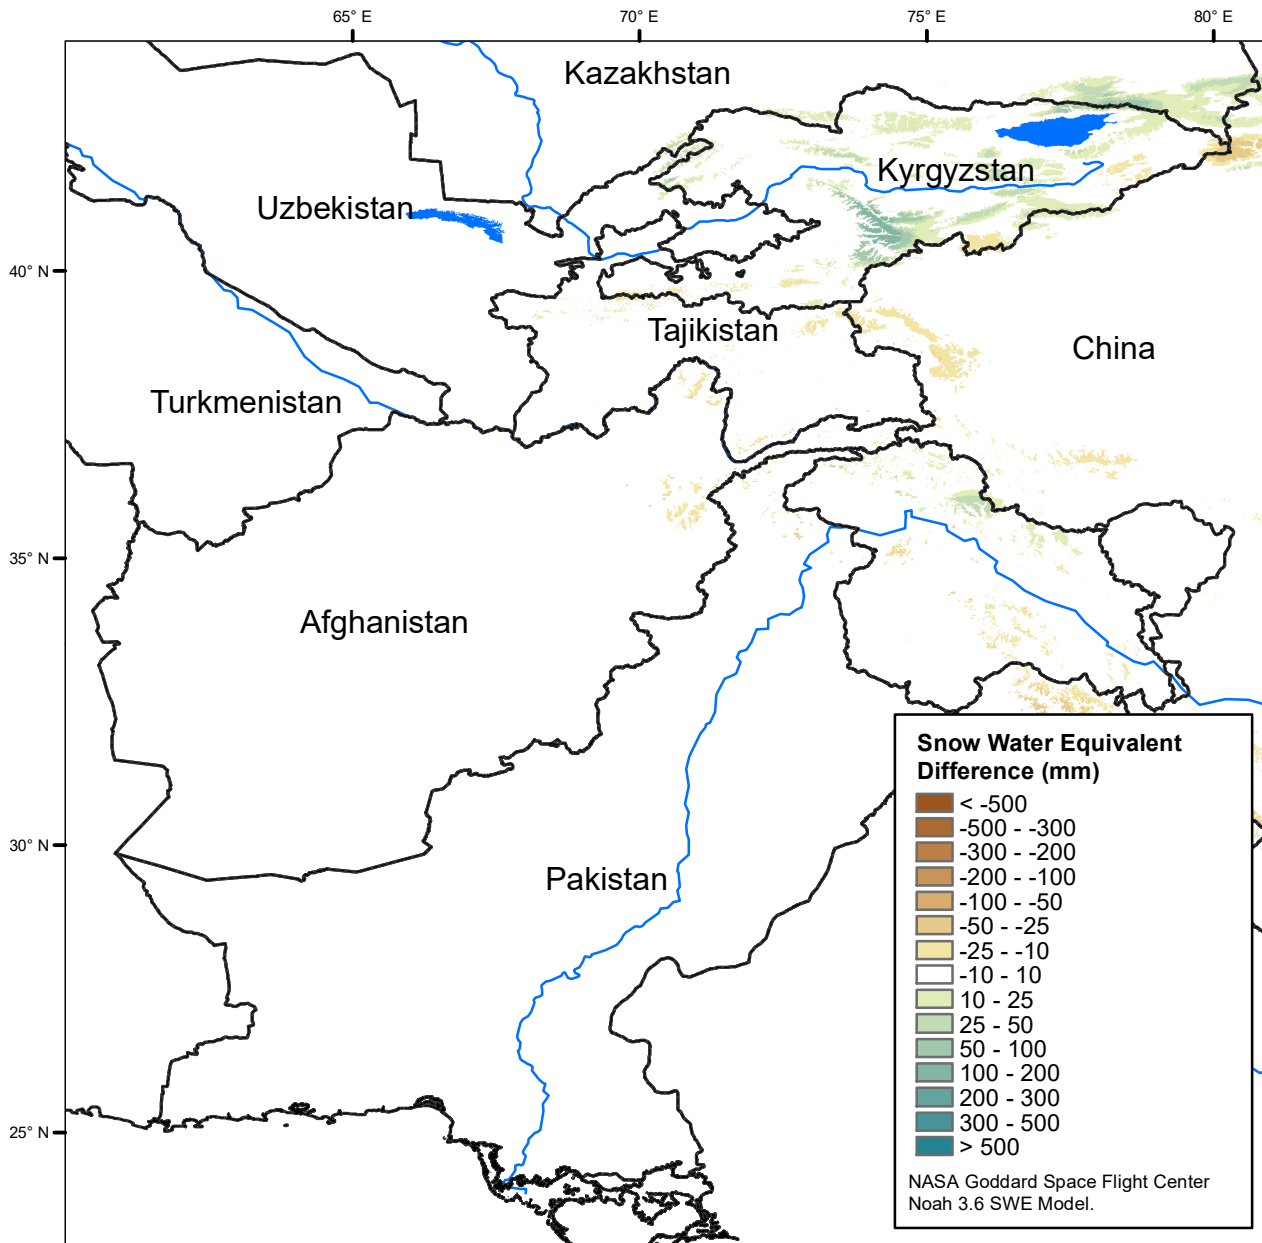 65° E
70° E
75° E
80° E
Kazakhstan
Kyrgyzstan
Uzbekistan
40° N
Tajikistan
China
Turkmenistan
35° N
Afghanistan
Snow Water Equivalent
Difference (mm)
< -500
-500 - -300
-300 - -200
-200 - -100
-100 - -50
-50 - -25
-25 - -10
-10 - 10
10 - 25
25 - 50
50 - 100
100 - 200
200 - 300
300 - 500
> 500
30° N
Pakistan
25° N
NASA Goddard Space Flight Center
Noah 3.6 SWE Model.